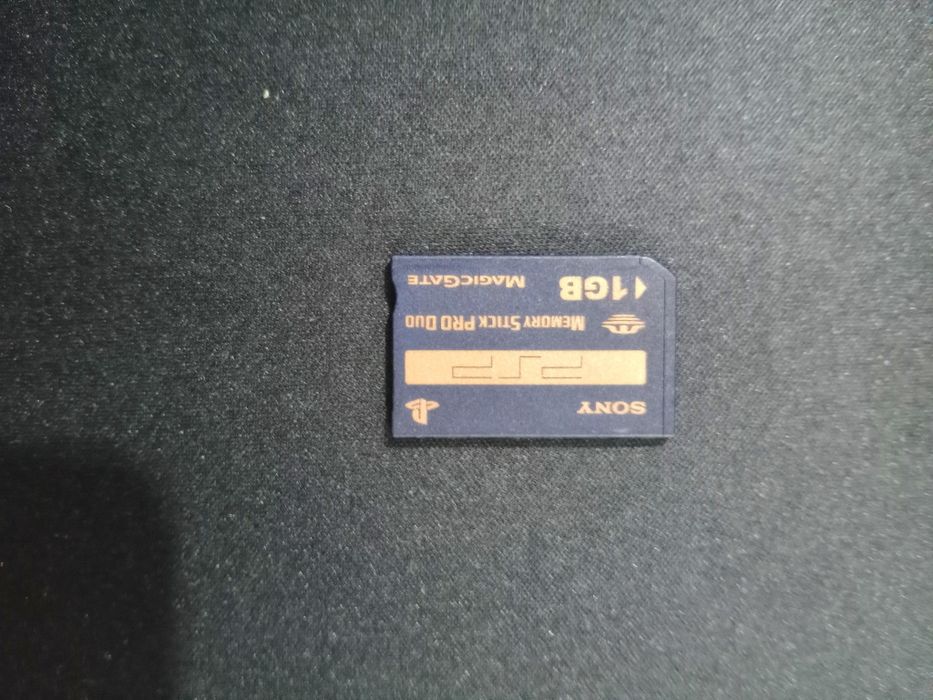 SONY
PSP
MEMORY STICK PRO DUO
1GB MAGICGATE